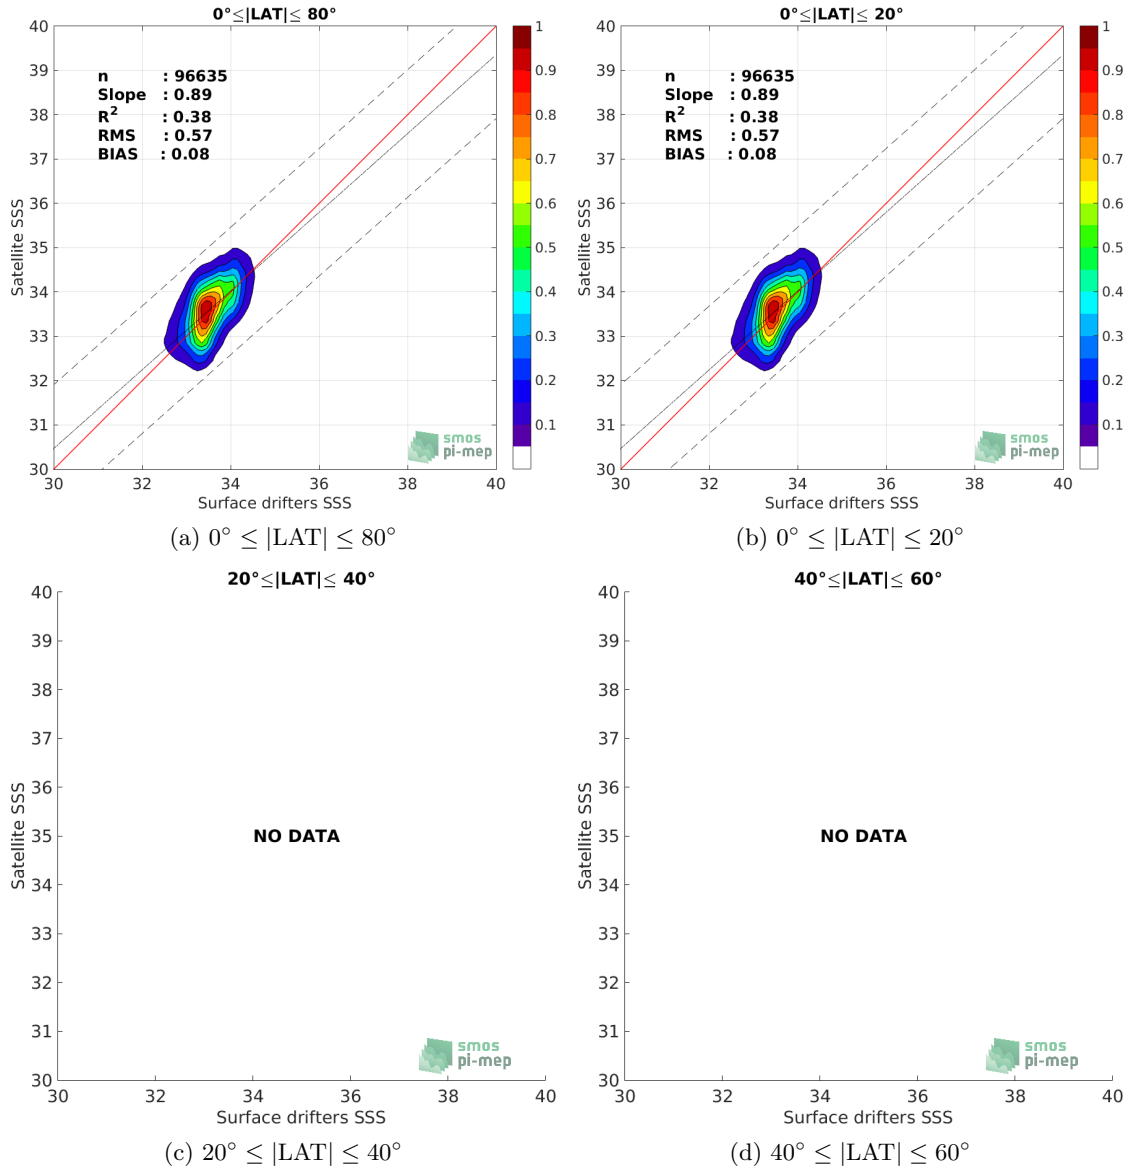 0°≤|LAT|≤ 80°
40
39
38
37
36
35
34
33
32
31
30
Satellite SSS
n : 96635
Slope : 0.89
R² : 0.38
RMS : 0.57
BIAS : 0.08
smos
pi-mep
30 32 34 36 38 40
Surface drifters SSS
1
0.9
0.8
0.7
0.6
0.5
0.4
0.3
0.2
0.1
(a) 0° ≤ |LAT| ≤ 80°
0°≤|LAT|≤ 20°
40
39
38
37
36
35
34
33
32
31
30
Satellite SSS
n : 96635
Slope : 0.89
R² : 0.38
RMS : 0.57
BIAS : 0.08
smos
pi-mep
30 32 34 36 38 40
Surface drifters SSS
1
0.9
0.8
0.7
0.6
0.5
0.4
0.3
0.2
0.1
(b) 0° ≤ |LAT| ≤ 20°
20°≤|LAT|≤ 40°
40
39
38
37
36
35
34
33
32
31
30
Satellite SSS
NO DATA
smos
pi-mep
30 32 34 36 38 40
Surface drifters SSS
(c) 20° ≤ |LAT| ≤ 40°
40°≤|LAT|≤ 60°
40
39
38
37
36
35
34
33
32
31
30
Satellite SSS
NO DATA
smos
pi-mep
30 32 34 36 38 40
Surface drifters SSS
(d) 40° ≤ |LAT| ≤ 60°